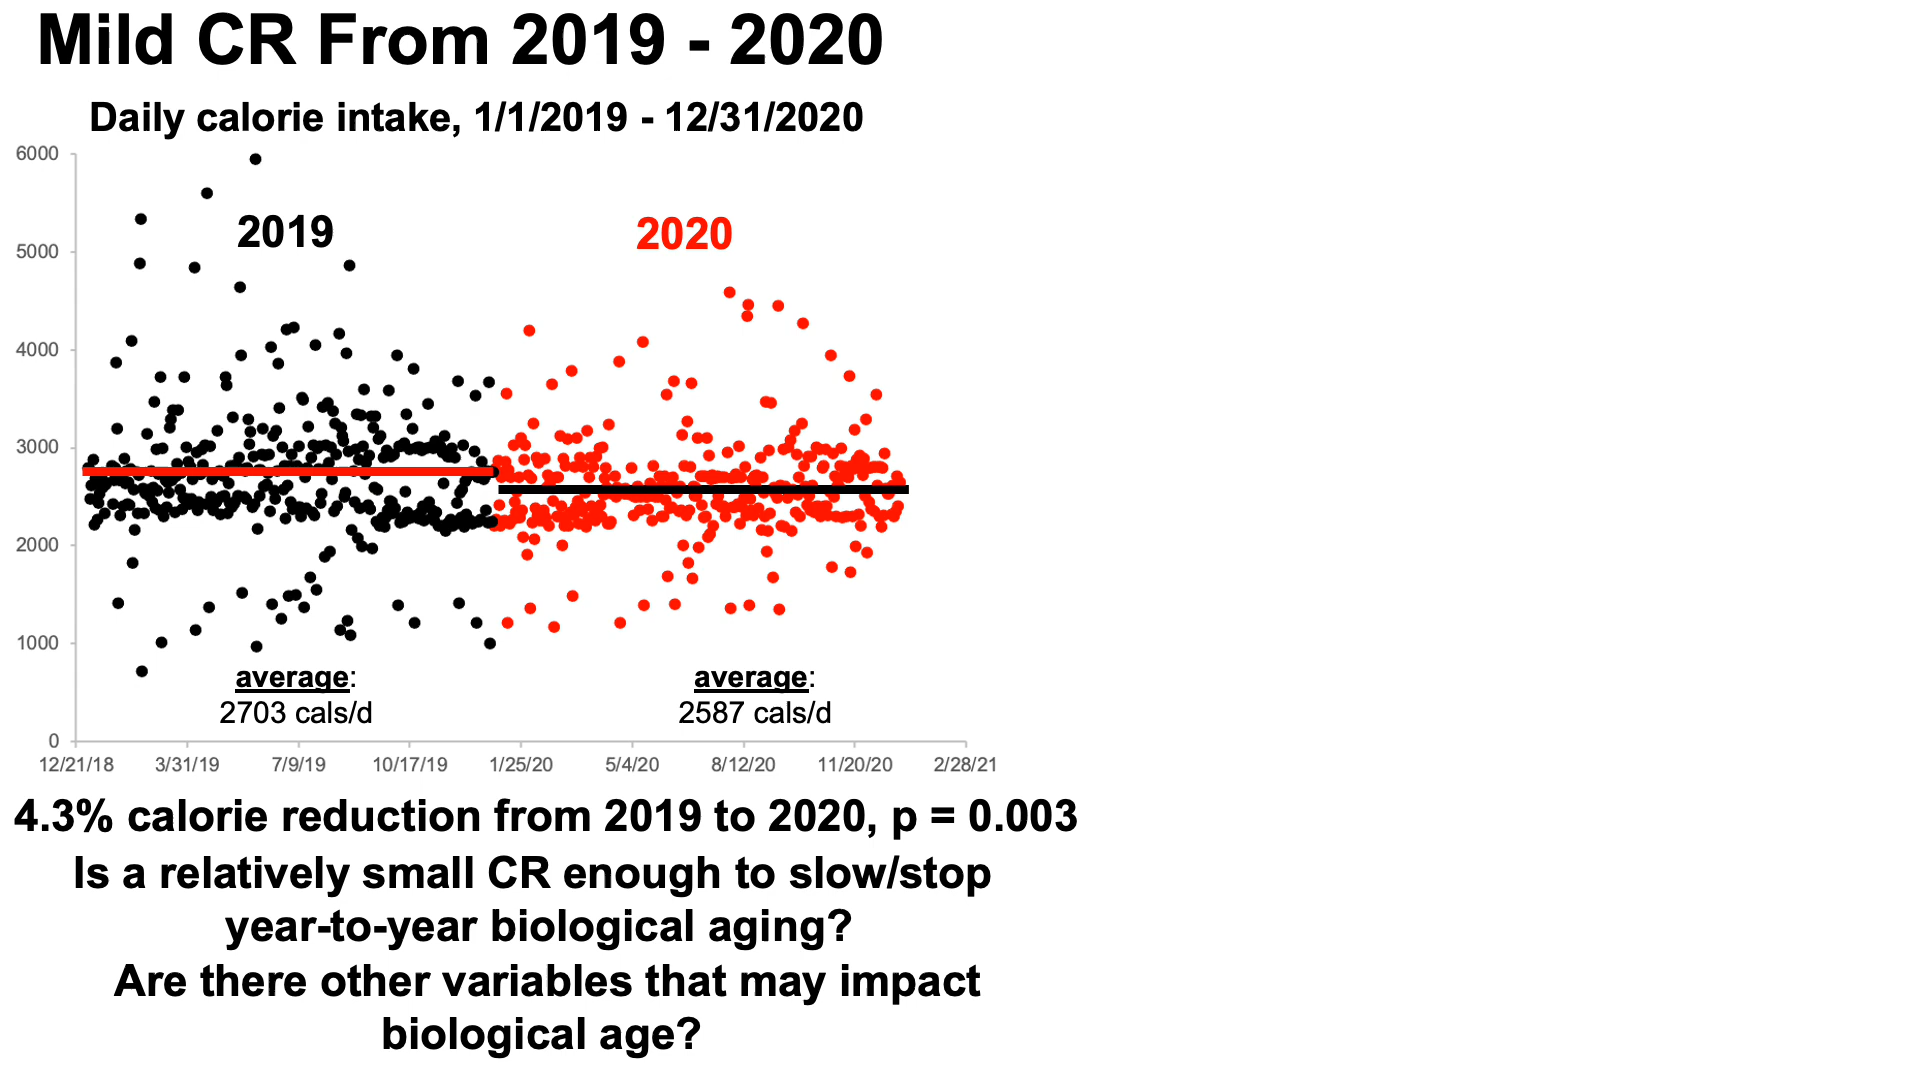 Mild CR From 2019 - 2020
Daily calorie intake, 1/1/2019 - 12/31/2020
6000
5000
4000
3000
2000
1000
0
2019
2020
average:
2703 cals/d
average:
2587 cals/d
12/21/18 3/31/19 7/9/19 10/17/19 1/25/20 5/4/20 8/12/20 11/20/20 2/28/21
4.3% calorie reduction from 2019 to 2020, p = 0.003
Is a relatively small CR enough to slow/stop
year-to-year biological aging?
Are there other variables that may impact
biological age?